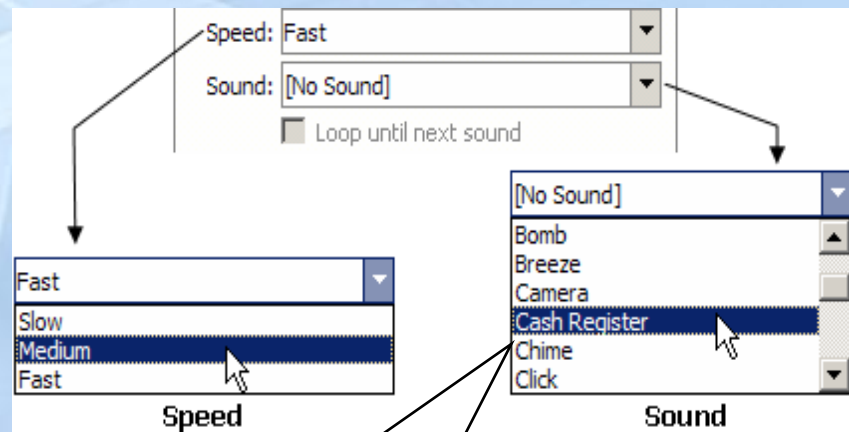 Speed: Fast
Sound: [No Sound]
Loop until next sound
[No Sound]
Bomb
Breeze
Camera
Cash Register
Chime
Click
Fast
Slow
Medium
Fast
Speed
Sound